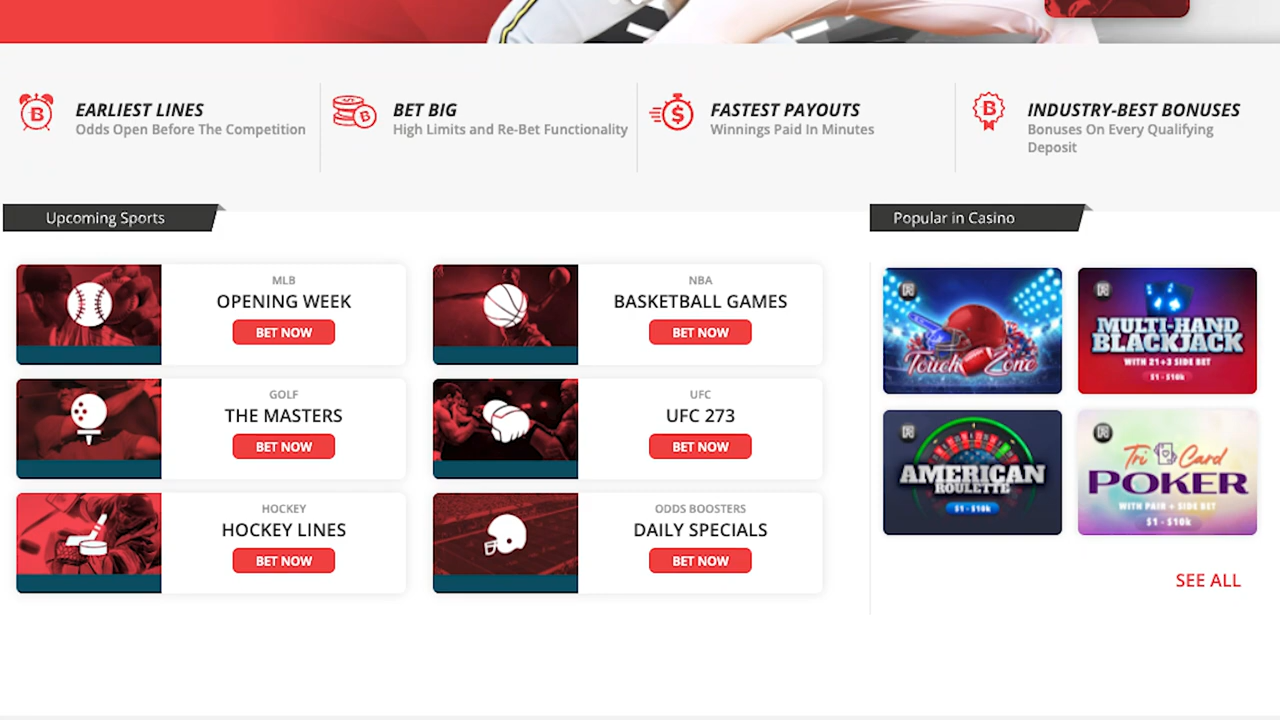 EARLIEST LINES
Odds Open Before The Competition
BET BIG
High Limits and Re-Bet Functionality
FASTEST PAYOUTS
Winnings Paid In Minutes
INDUSTRY-BEST BONUSES
Bonuses On Every Qualifying
Deposit
Upcoming Sports
MLB
OPENING WEEK
BET NOW
NBA
BASKETBALL GAMES
BET NOW
GOLF
THE MASTERS
BET NOW
UFC
UFC 273
BET NOW
HOCKEY
HOCKEY LINES
BET NOW
ODDS BOOSTERS
DAILY SPECIALS
BET NOW
Popular in Casino
Touch Zone
MULTI-HAND
BLACKJACK
WITH 21+3 SIDE BET
$1 - $10k
AMERICAN
ROULETTE
$1 - $10k
Tri Card
POKER
WITH PAIR + SIDE BET
$1 - $10k
SEE ALL